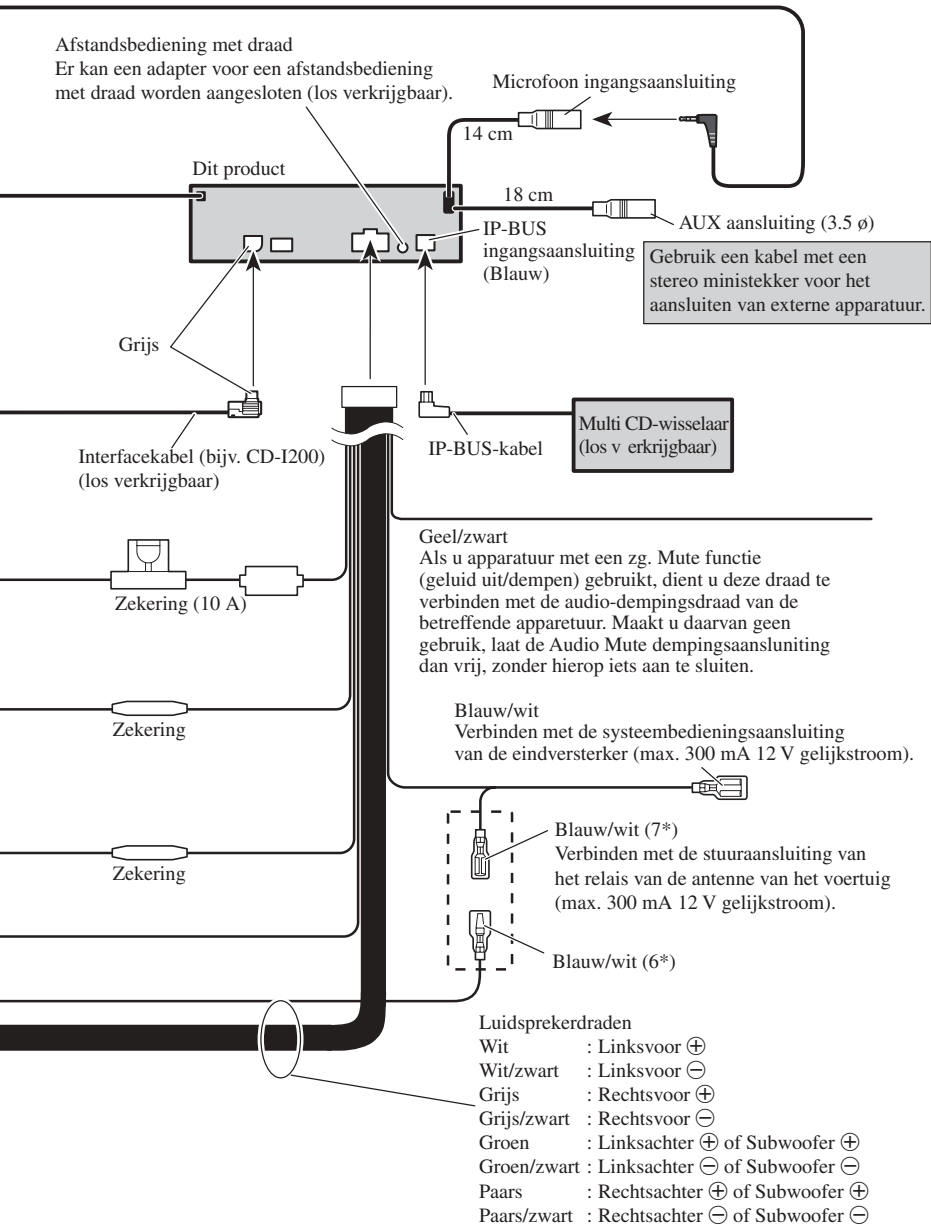 Afstandsbediening met draad
Er kan een adapter voor een afstandsbediening
met draad worden aangesloten (los verkrijgbaar).
Microfoon ingangsaansluiting
14 cm
Dit product
18 cm
AUX aansluiting (3.5 ø)
IP-BUS
ingangsaansluiting
(Blauw)
Gebruik een kabel met een
stereo ministekker voor het
aansluiten van externe apparatuur.
Grijs
Multi CD-wisselaar
(los v erkrijgbaar)
Interfacekabel (bijv. CD-I200)
(los verkrijgbaar)
IP-BUS-kabel
Geel/zwart
Als u apparatuur met een zg. Mute functie
(geluid uit/dempen) gebruikt, dient u deze draad te
verbinden met de audio-dempingsdraad van de
betreffende apparetuur. Maakt u daarvan geen
gebruik, laat de Audio Mute dempingsaansluniting
dan vrij, zonder hierop iets aan te sluiten.
Zekering (10 A)
Blauw/wit
Verbinden met de systeembedieningsaansluiting
van de eindversterker (max. 300 mA 12 V gelijkstroom).
Zekering
Blauw/wit (7*)
Verbinden met de stuuraansluiting van
het relais van de antenne van het voertuig
(max. 300 mA 12 V gelijkstroom).
Zekering
Blauw/wit (6*)
Luidsprekerdraden
Wit : Linksvoor ⊕
Wit/zwart : Linksvoor ⊖
Grijs : Rechtsvoor ⊕
Grijs/zwart : Rechtsvoor ⊖
Groen : Linksachter ⊕ of Subwoofer ⊕
Groen/zwart : Linksachter ⊖ of Subwoofer ⊖
Paars : Rechtsachter ⊕ of Subwoofer ⊕
Paars/zwart : Rechtsachter ⊖ of Subwoofer ⊖